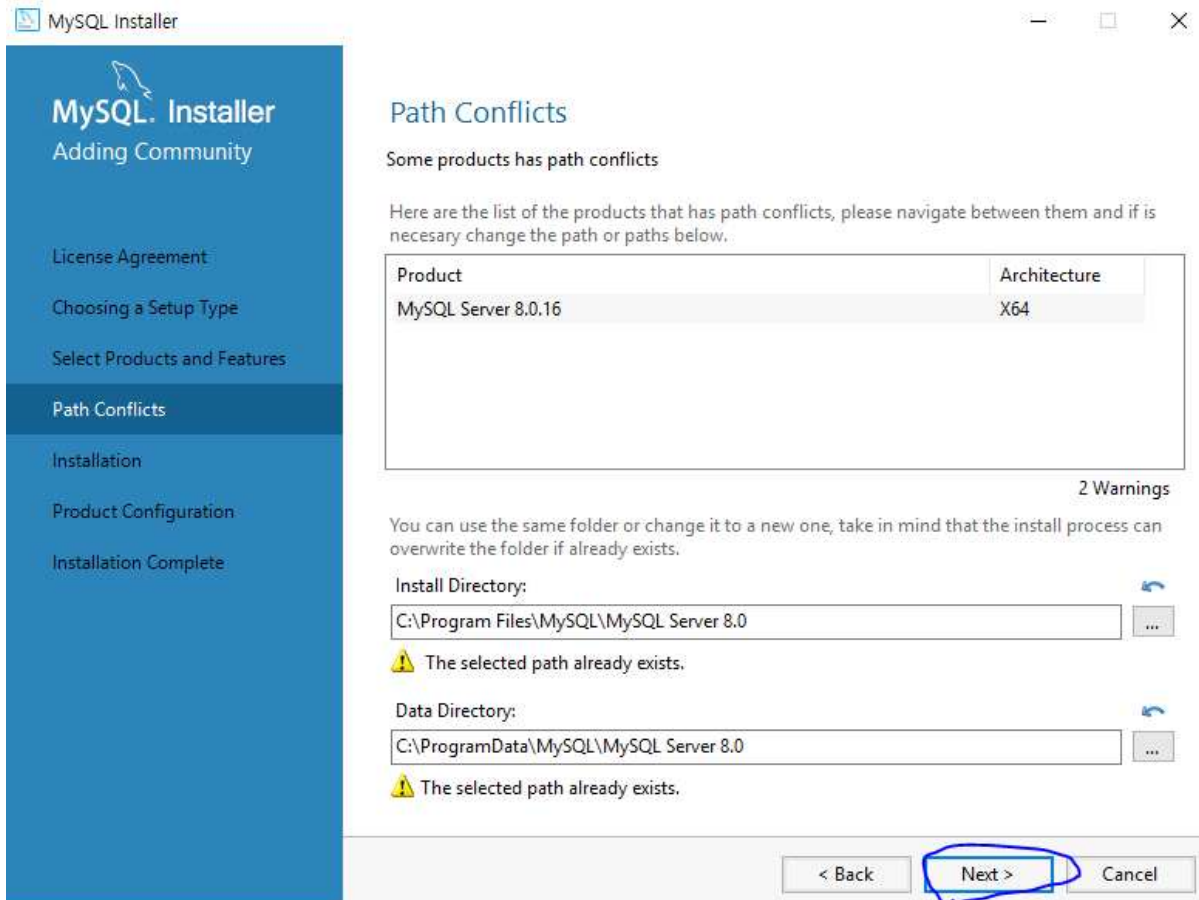 MySQL Installer
MySQL. Installer
Adding Community
License Agreement
Choosing a Setup Type
Select Products and Features
Path Conflicts
Installation
Product Configuration
Installation Complete
Path Conflicts
Some products has path conflicts
Here are the list of the products that has path conflicts, please navigate between them and if is
necesary change the path or paths below.
Product Architecture
MySQL Server 8.0.16 X64
2 Warnings
You can use the same folder or change it to a new one, take in mind that the install process can
overwrite the folder if already exists.
Install Directory:
C:\Program Files\MySQL\MySQL Server 8.0
...
The selected path already exists.
Data Directory:
C:\ProgramData\MySQL\MySQL Server 8.0
...
The selected path already exists.
< Back Next > Cancel